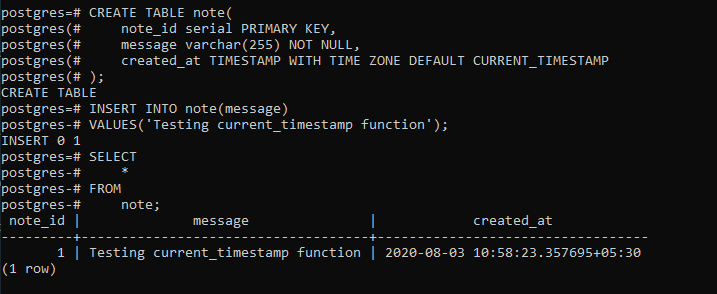 postgres=# CREATE TABLE note(
postgres(#     note_id serial PRIMARY KEY,
postgres(#     message varchar(255) NOT NULL,
postgres(#     created_at TIMESTAMP WITH TIME ZONE DEFAULT CURRENT_TIMESTAMP
postgres(# );
CREATE TABLE
postgres=# INSERT INTO note(message)
postgres-# VALUES('Testing current_timestamp function');
INSERT 0 1
postgres=# SELECT
postgres-#     *
postgres-# FROM
postgres-#     note;
 note_id |              message               |            created_at
---------+------------------------------------+----------------------------------
       1 | Testing current_timestamp function | 2020-08-03 10:58:23.357695+05:30
(1 row)